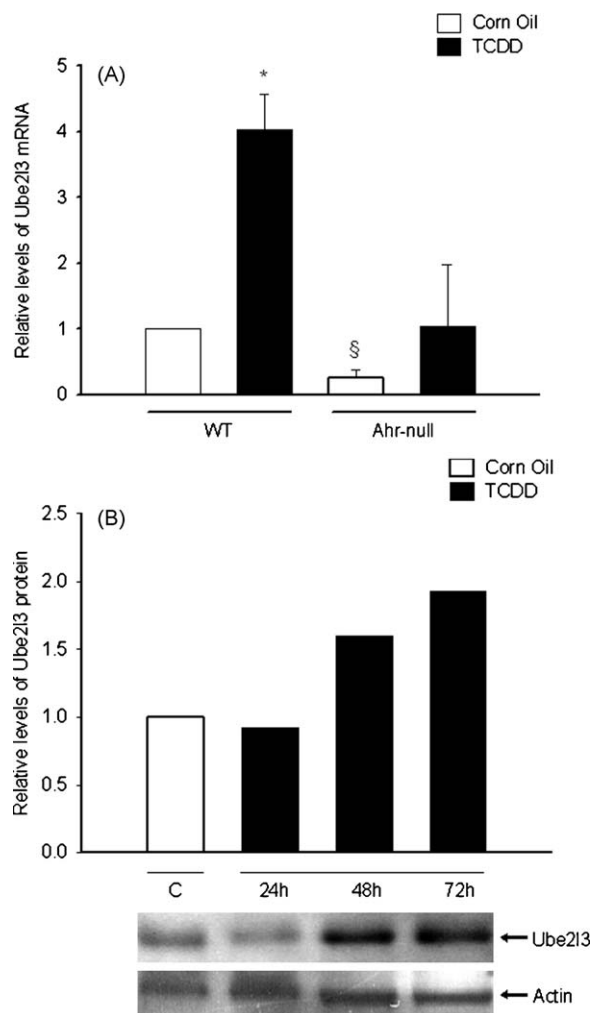 Corn Oil
TCDD
(A)
Relative levels of Ube2l3 mRNA
5
4
3
2
1
0
*
§
WT
Ahr-null
Corn Oil
TCDD
(B)
Relative levels of Ube2l3 protein
2.5
2.0
1.5
1.0
0.5
0.0
C
24h
48h
72h
Ube2l3
Actin